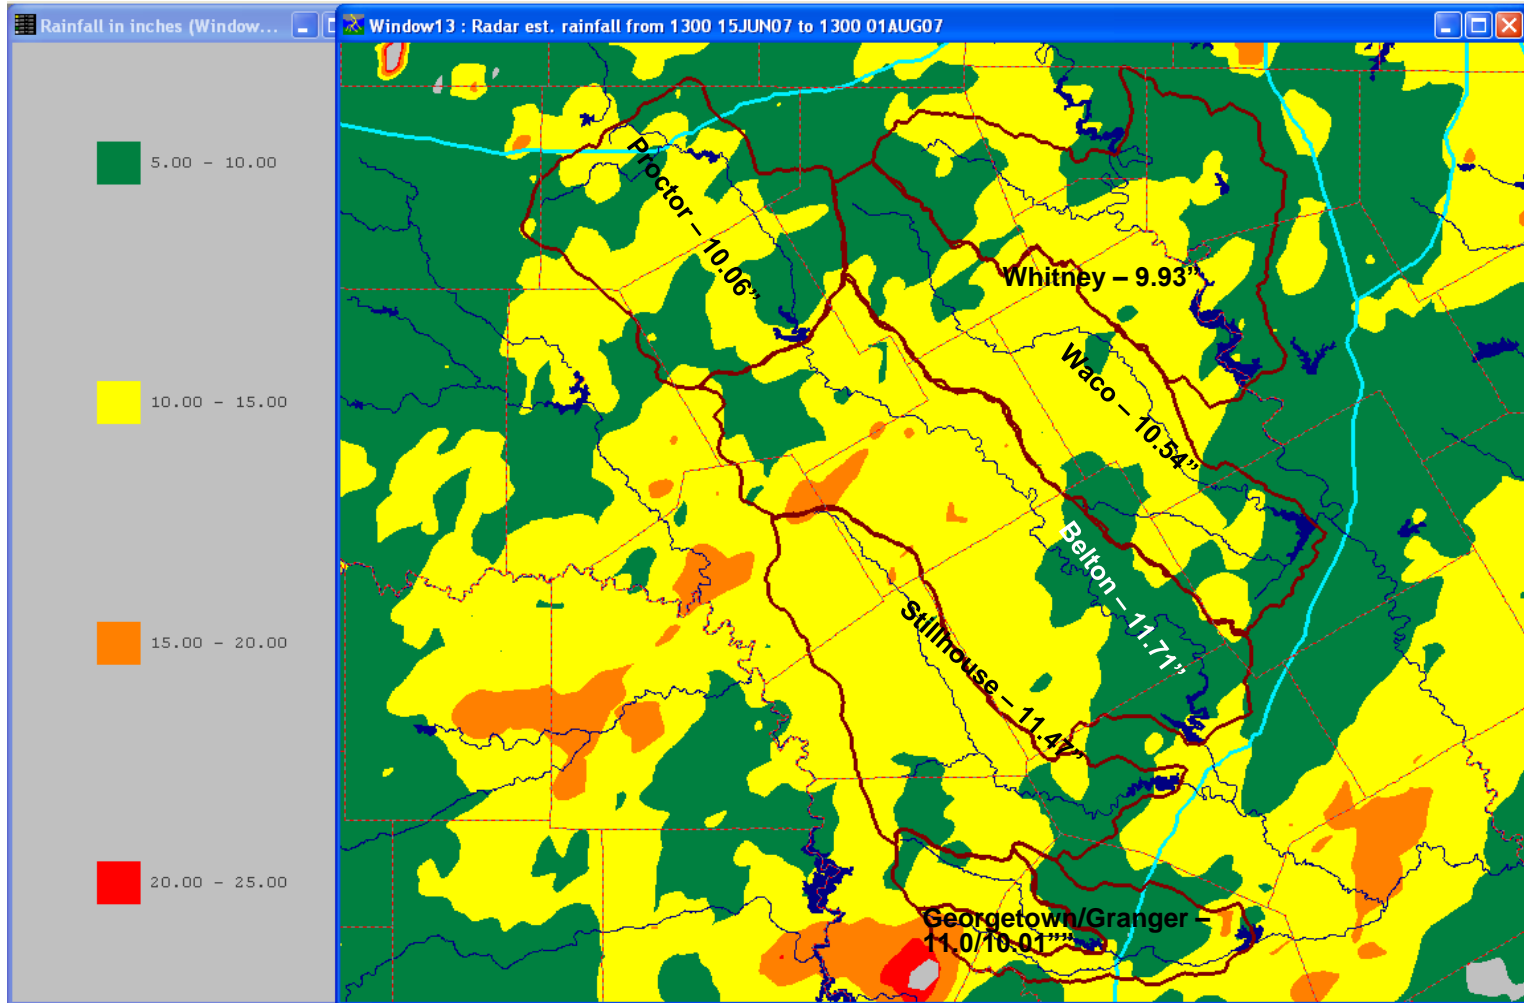 Rainfall in inches (Window...
Window13 : Radar est. rainfall from 1300 15JUN07 to 1300 01AUG07
5.00 - 10.00
10.00 - 15.00
15.00 - 20.00
20.00 - 25.00
Proctor – 10.06”
Whitney – 9.93”
Waco – 10.54”
Belton – 11.71”
Stillhouse – 11.47”
Georgetown/Granger –
11.0/10.01””